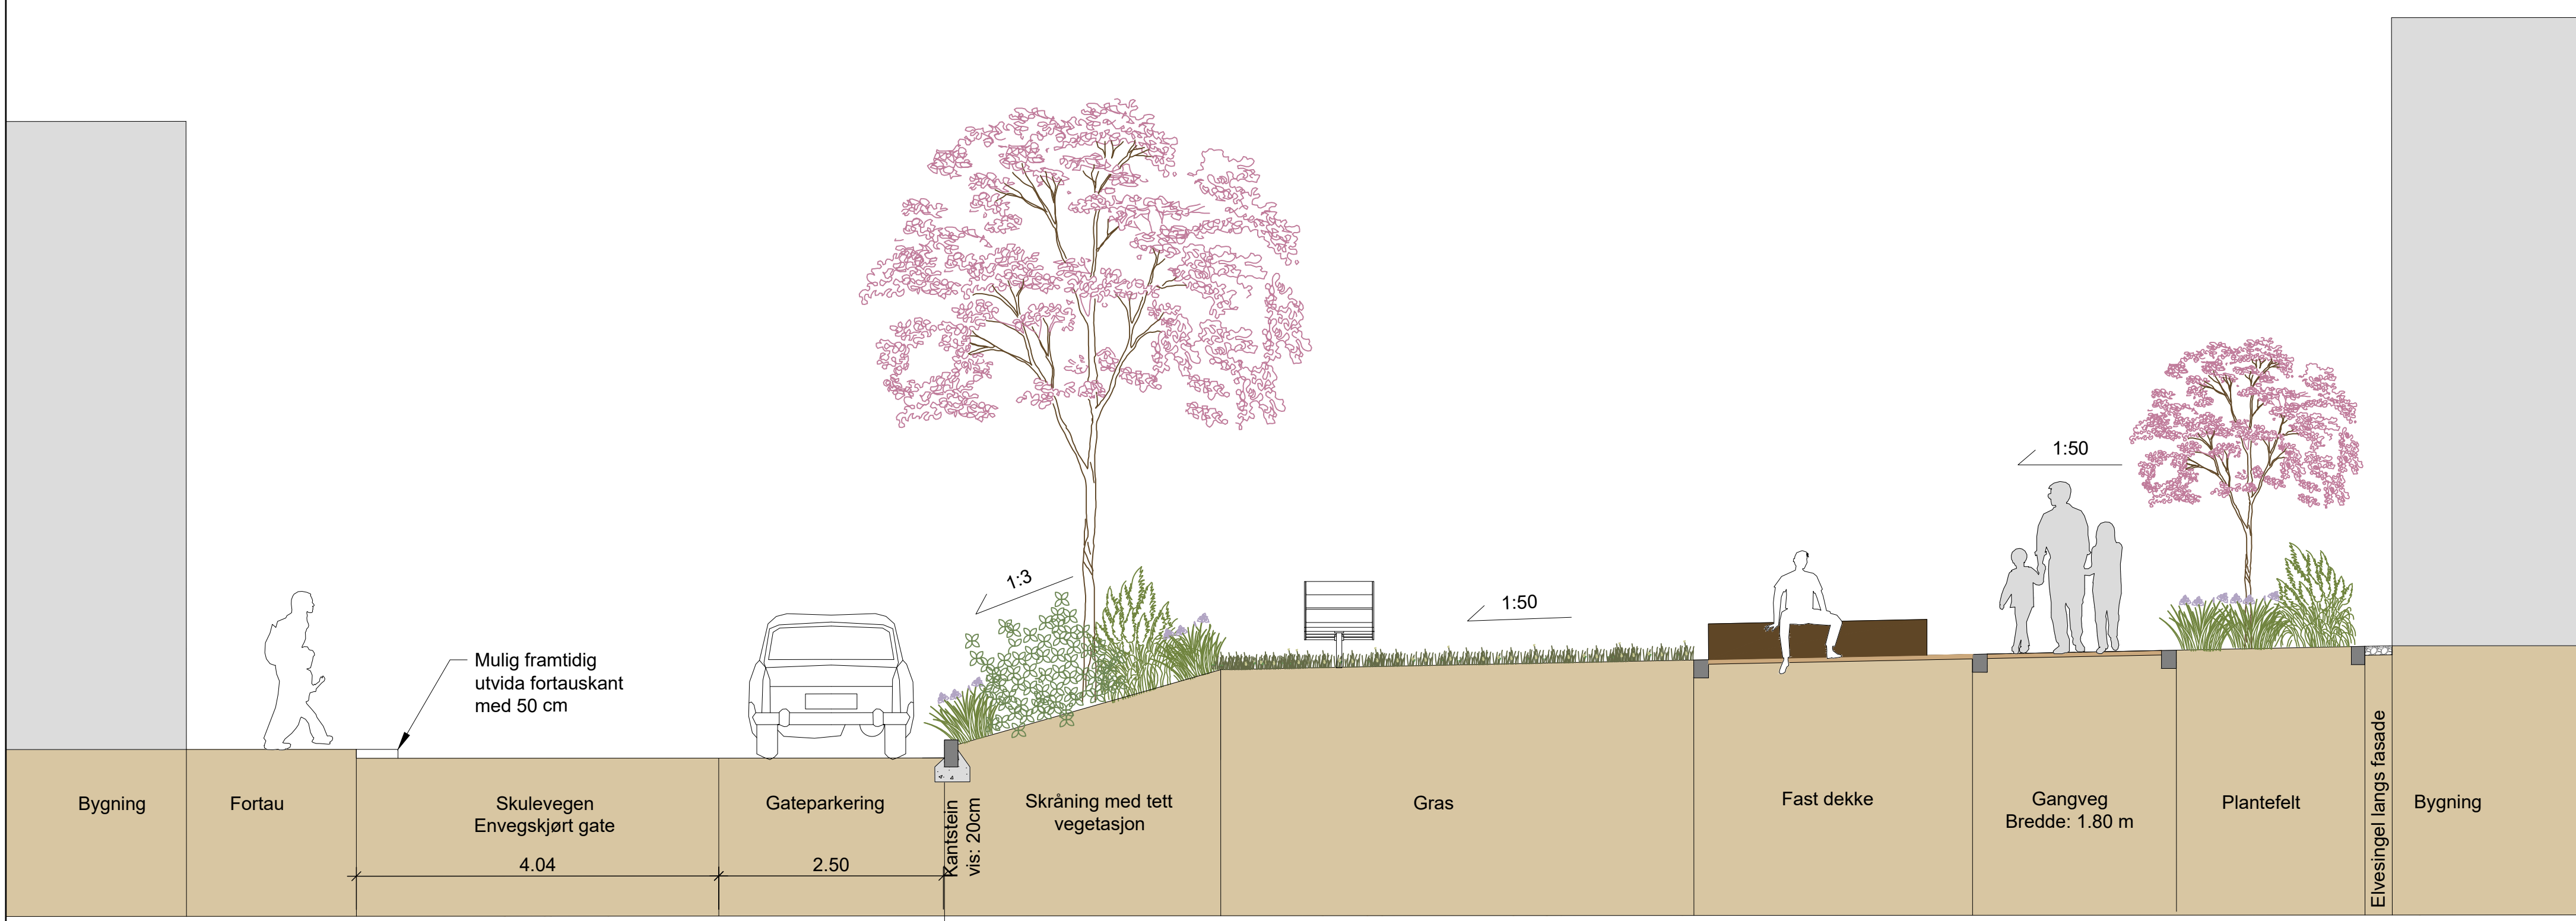 1:50
1:3
1:50
Mulig framtidig
utvida fortauskant
med 50 cm
Bygning
Fortau
Skulevegen
Envegskjørt gate
4.04
Gateparkering
2.50
Kantstein
vis: 20cm
Skråning med tett
vegetasjon
Gras
Fast dekke
Gangveg
Bredde: 1.80 m
Plantefelt
Elvesingel langs fasade
Bygning